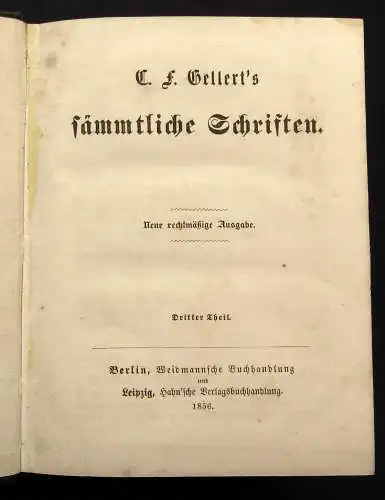 C. F. Gellert's
sämmtliche Schriften.
Neue rechtmäßige Ausgabe.
Dritter Theil.
Berlin, Weidmannsche Buchhandlung
und
Leipzig, Hahn'sche Verlagsbuchhandlung.
1856.